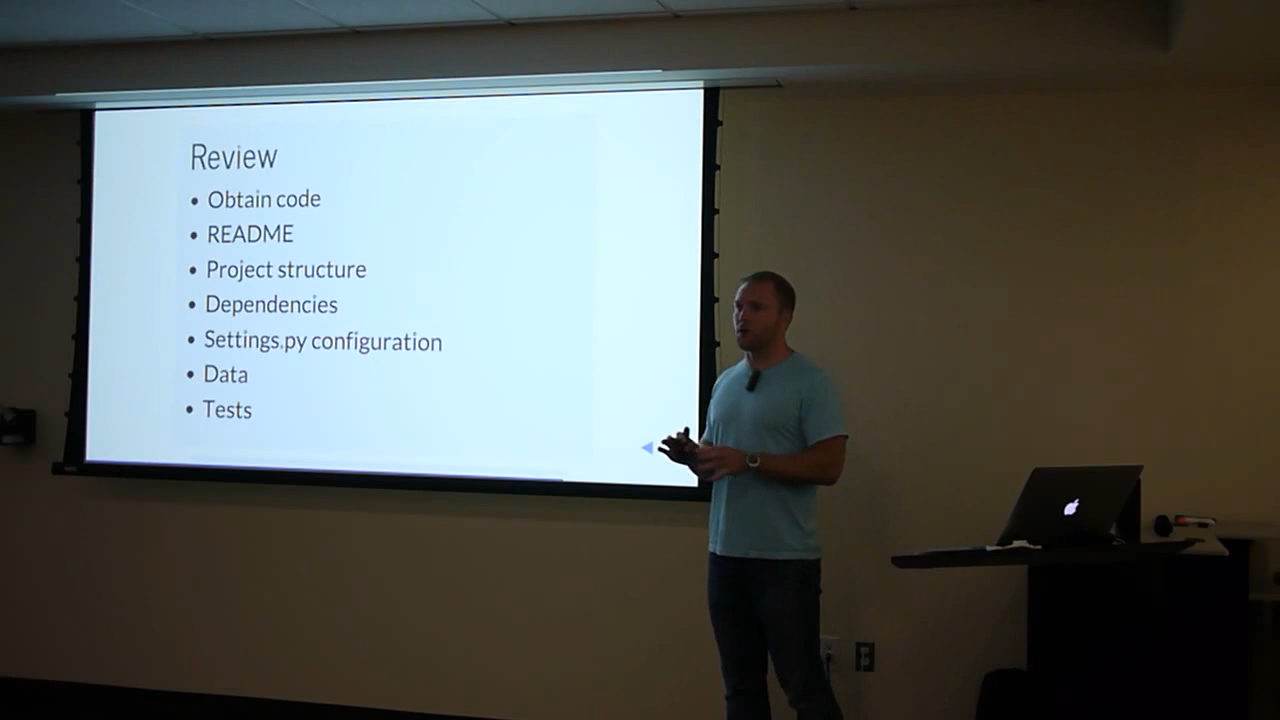 Review
• Obtain code
• README
• Project structure
• Dependencies
• Settings.py configuration
• Data
• Tests